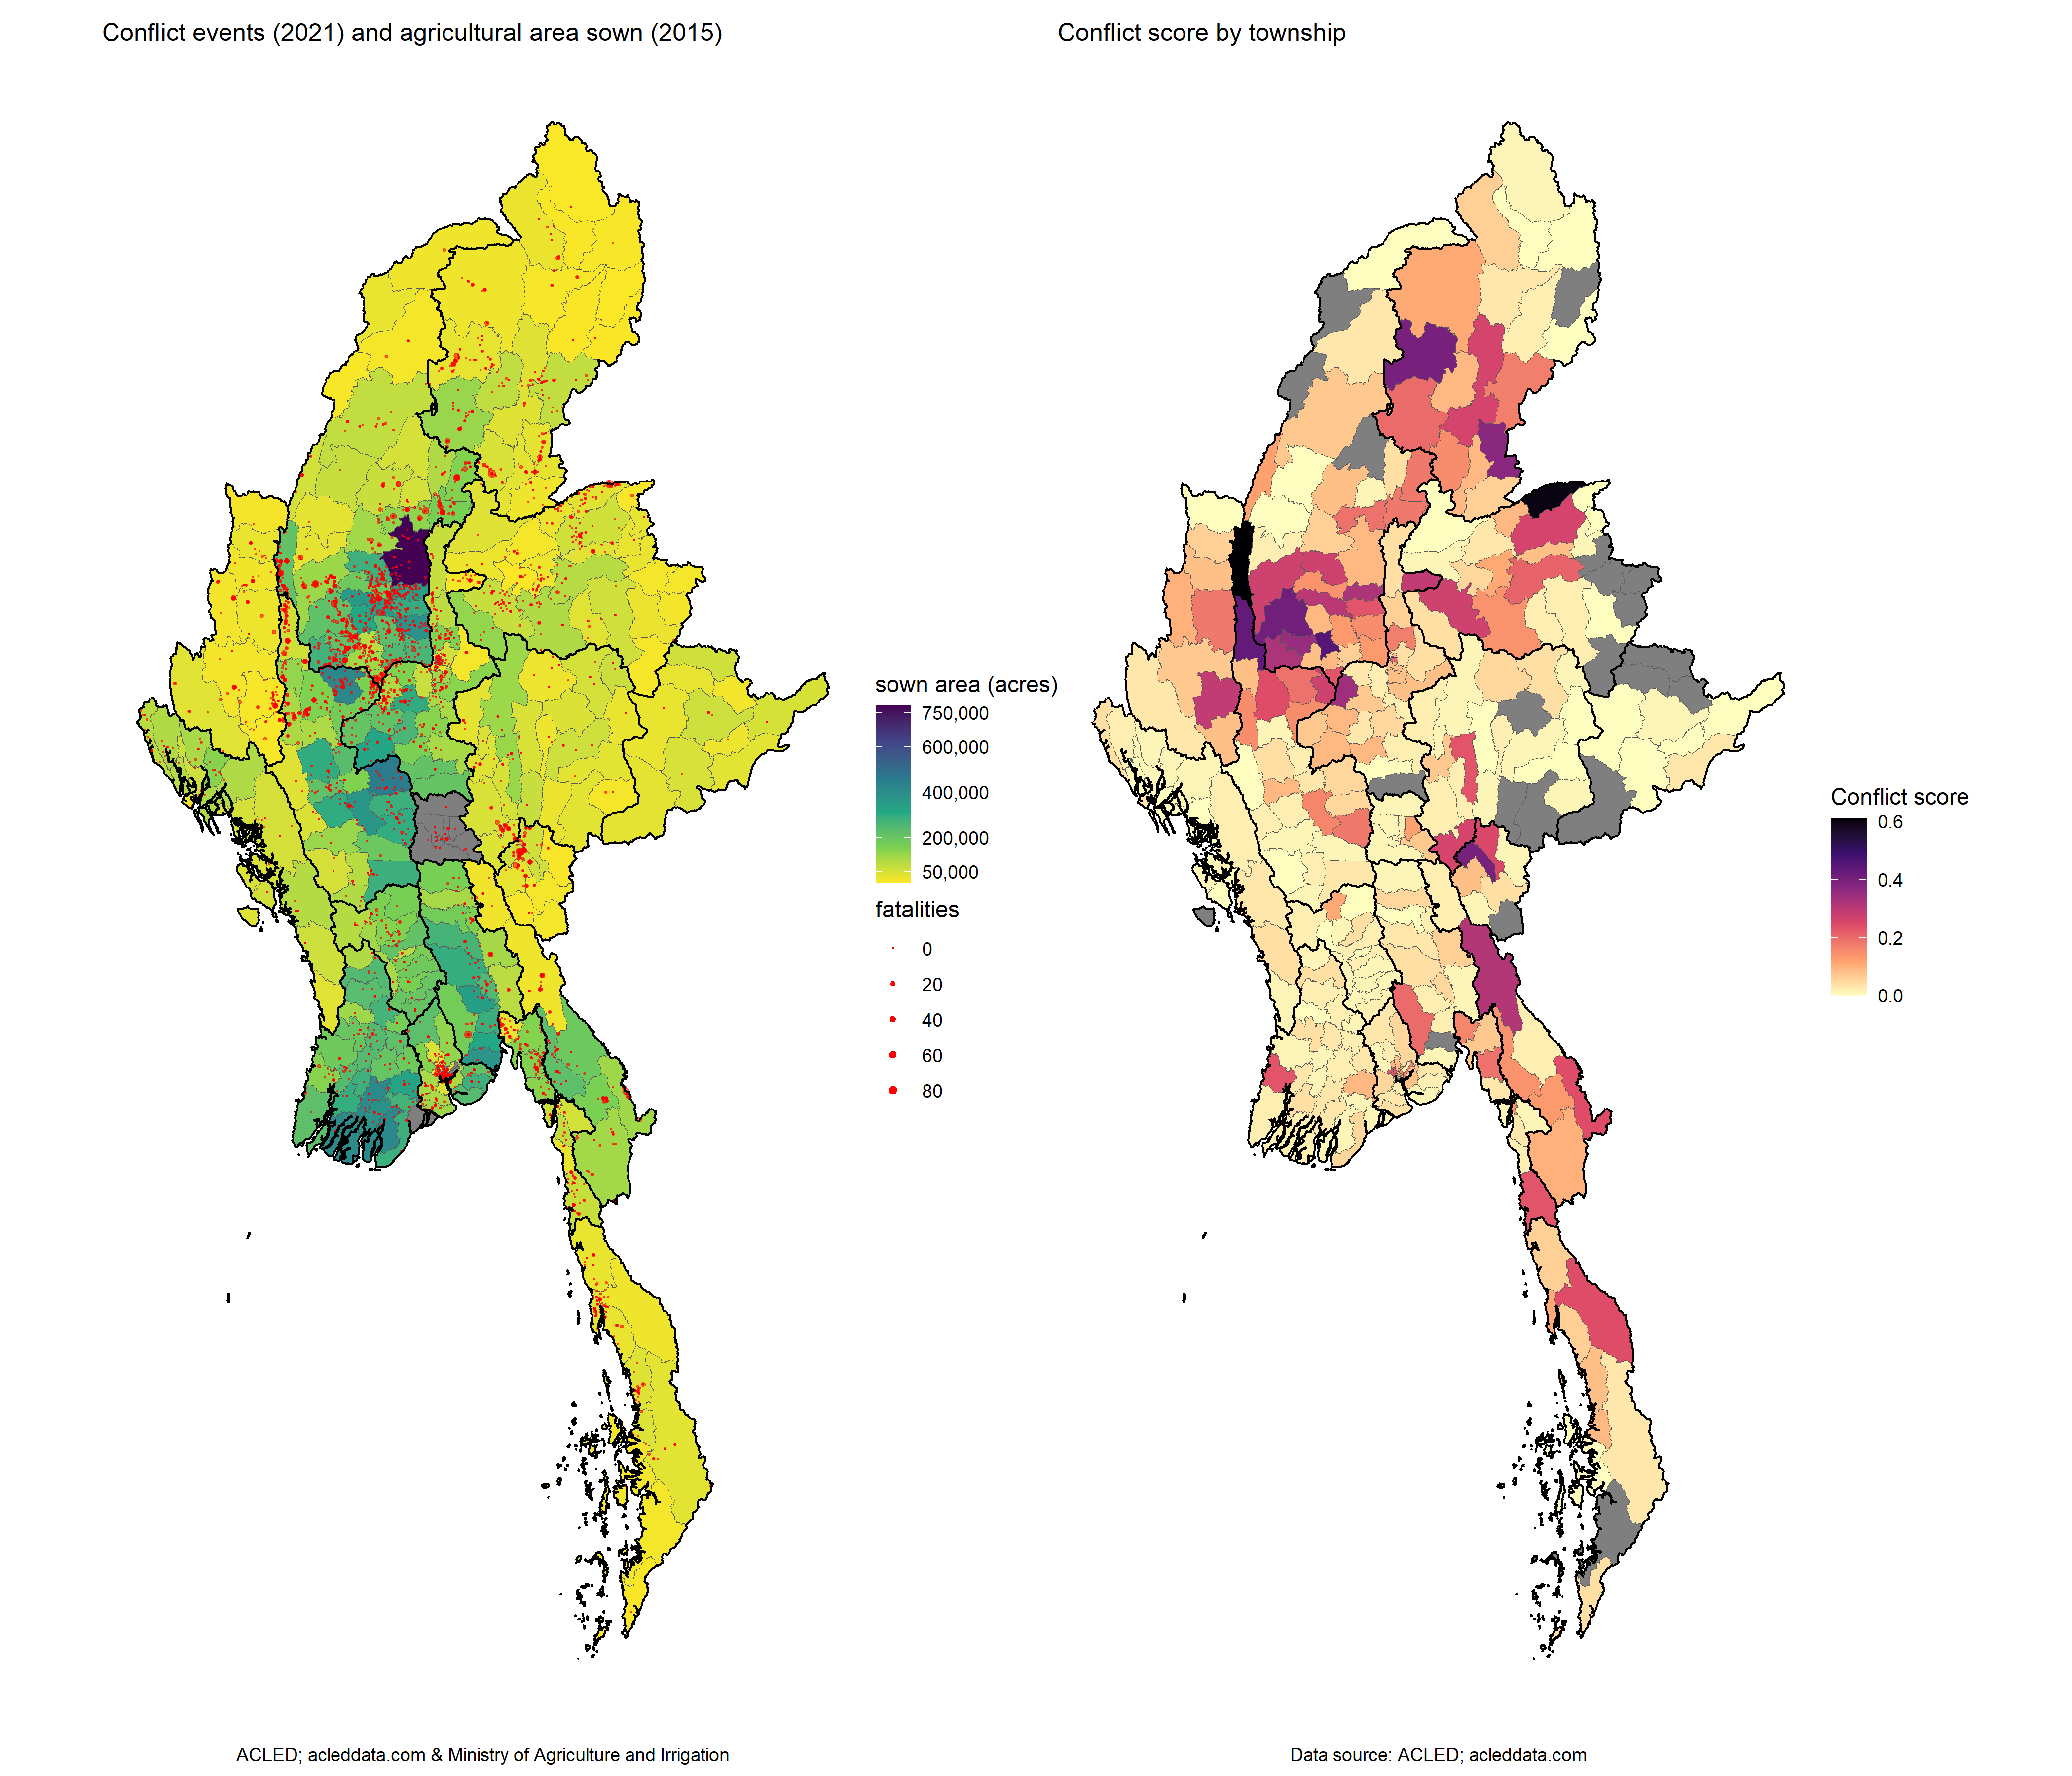 Conflict events (2021) and agricultural area sown (2015)
sown area (acres)
750,000
600,000
400,000
200,000
50,000
fatalities
0
20
40
60
80
ACLED; acleddata.com & Ministry of Agriculture and Irrigation
Conflict score by township
Conflict score
0.6
0.4
0.2
0.0
Data source: ACLED; acleddata.com